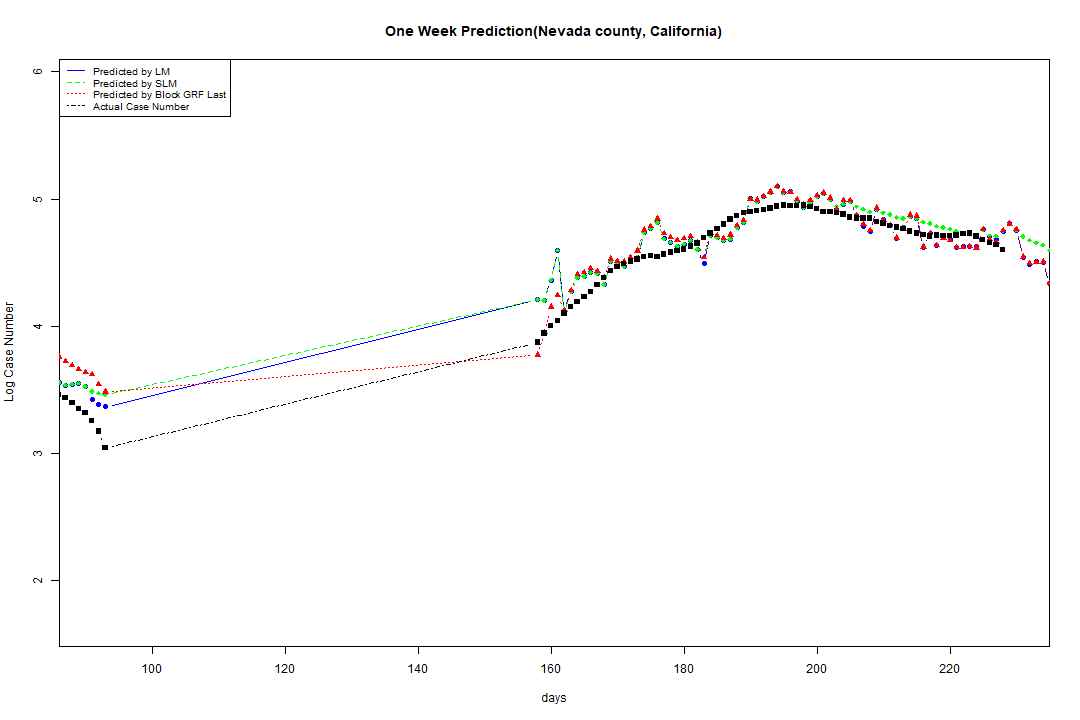 One Week Prediction(Nevada county, California)
Predicted by LM
Predicted by SLM
Predicted by Block GRF Last
Actual Case Number
6
5
4
3
2
Log Case Number
100 120 140 160 180 200 220
days